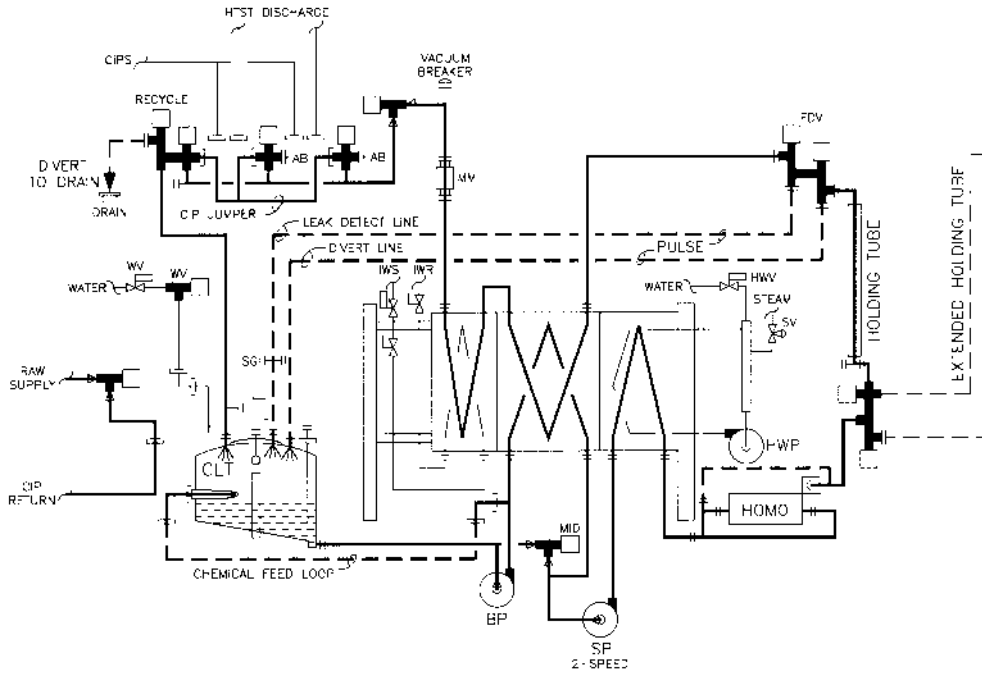 HTST DISCHARGE
CIPS
VACUUM
BREAKER
RECYCLE
FDV
AB
AB
MV
DIVERT
TO DRAIN
DRAIN
CIP JUMPER
LEAK DETECT LINE
DIVERT LINE
PULSE
HOLDING TUBE
EXTENDED HOLDING TUBE
WV
WV
WATER
IWS
IWR
WATER
HWV
STEAM
SV
SG
RAW
SUPPLY
CLT
HWP
CIP
RETURN
HOMO
MID
CHEMICAL FEED LOOP
BP
SP
2-SPEED